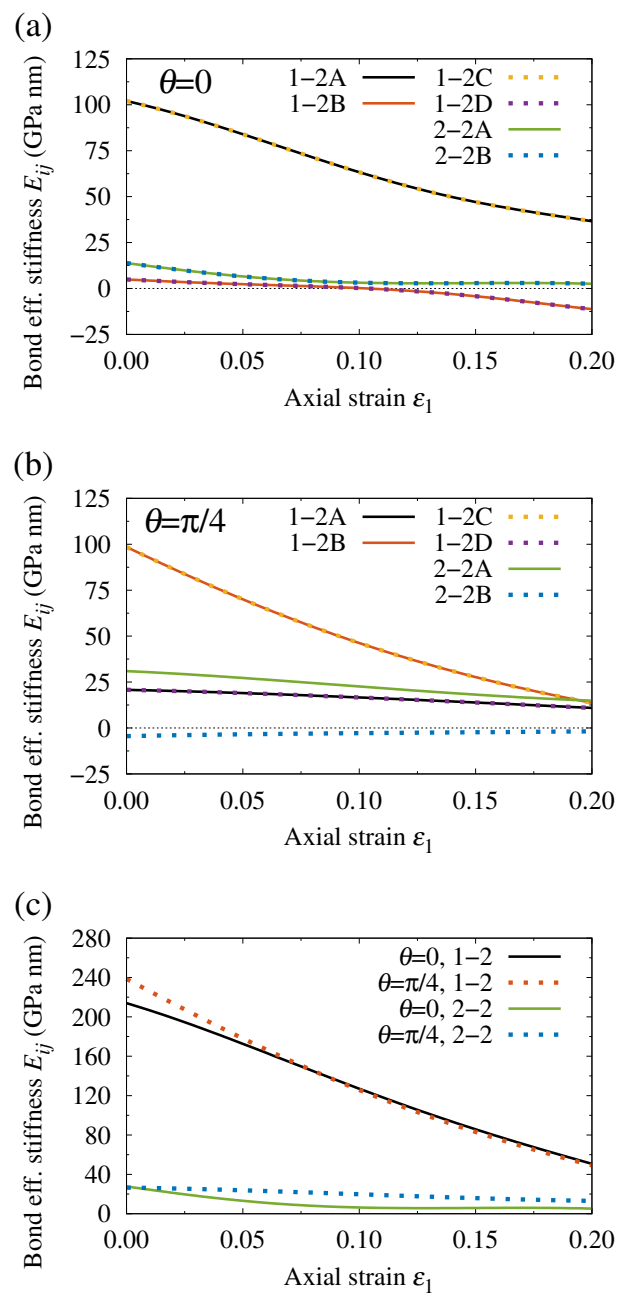 (a)
Bond eff. stiffness E_ij (GPa nm)
125
100
75
50
25
0
−25
θ=0
1−2A
1−2B
1−2C
1−2D
2−2A
2−2B
0.00 0.05 0.10 0.15 0.20
Axial strain ε₁
(b)
Bond eff. stiffness E_ij (GPa nm)
125
100
75
50
25
0
−25
θ=π/4
1−2A
1−2B
1−2C
1−2D
2−2A
2−2B
0.00 0.05 0.10 0.15 0.20
Axial strain ε₁
(c)
Bond eff. stiffness E_ij (GPa nm)
280
240
200
160
120
80
40
0
θ=0, 1−2
θ=π/4, 1−2
θ=0, 2−2
θ=π/4, 2−2
0.00 0.05 0.10 0.15 0.20
Axial strain ε₁